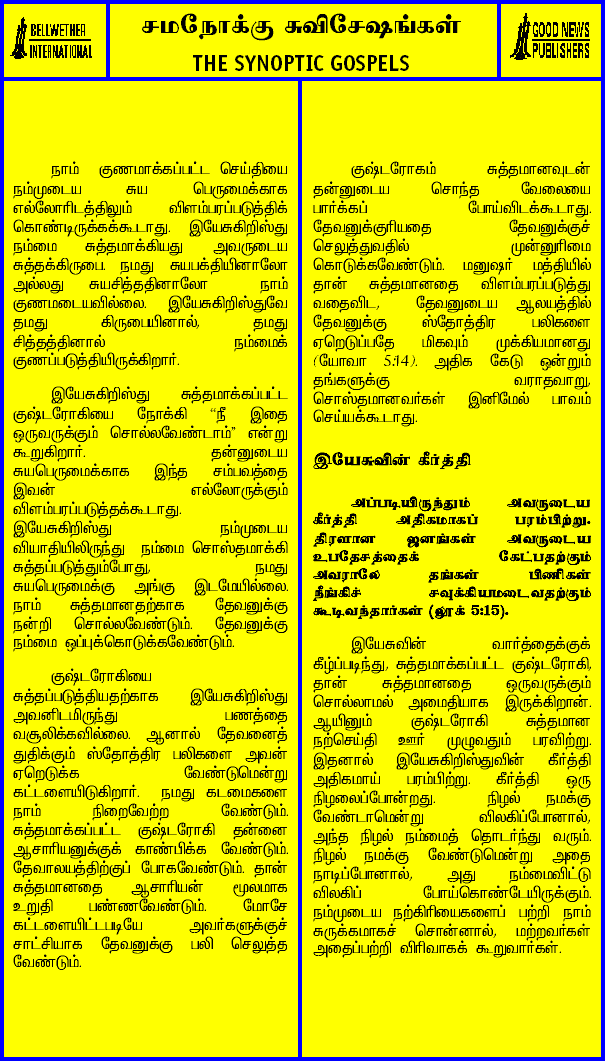 BELLWETHER
INTERNATIONAL
சமநோக்கு சுவிசேஷங்கள்
THE SYNOPTIC GOSPELS
GOOD NEWS
PUBLISHERS
நாம் குணமாக்கப்பட்ட செய்தியை
நம்முடைய சுய பெருமைக்காக
எல்லோரிடத்திலும் விளம்பரப்படுத்திக்
கொண்டிருக்கக்கூடாது. இயேசுகிறிஸ்து
நம்மை சுத்தமாக்கியது அவருடைய
சுத்தக்கிருபை. நமது சுயபக்தியினாலோ
அல்லது சுயசித்ததினாலோ நாம்
குணமடையவில்லை. இயேசுகிறிஸ்துவே
தமது கிருபையினால், தமது
சித்தத்தினால் நம்மைக்
குணப்படுத்தியிருக்கிறார்.
இயேசுகிறிஸ்து சுத்தமாக்கப்பட்ட
குஷ்டரோகியை நோக்கி “நீ இதை
ஒருவருக்கும் சொல்லவேண்டாம்” என்று
கூறுகிறார். தன்னுடைய
சுயபெருமைக்காக இந்த சம்பவத்தை
இவன் எல்லோருக்கும்
விளம்பரப்படுத்தக்கூடாது.
இயேசுகிறிஸ்து நம்முடைய
வியாதியிலிருந்து நம்மை சொஸ்தமாக்கி
சுத்தப்படுத்தும்போது, நமது
சுயபெருமைக்கு அங்கு இடமேயில்லை.
நாம் சுத்தமானதற்காக தேவனுக்கு
நன்றி சொல்லவேண்டும். தேவனுக்கு
நம்மை ஒப்புக்கொடுக்கவேண்டும்.
குஷ்டரோகியை
சுத்தப்படுத்தியதற்காக இயேசுகிறிஸ்து
அவனிடமிருந்து பணத்தை
வசூலிக்கவில்லை. ஆனால் தேவனைத்
துதிக்கும் ஸ்தோத்திர பலிகளை அவன்
ஏறெடுக்க வேண்டுமென்று
கட்டளையிடுகிறார். நமது கடமைகளை
நாம் நிறைவேற்ற வேண்டும்.
சுத்தமாக்கப்பட்ட குஷ்டரோகி தன்னை
ஆசாரியனுக்குக் காண்பிக்க வேண்டும்.
தேவாலயத்திற்குப் போகவேண்டும். தான்
சுத்தமானதை ஆசாரியன் மூலமாக
உறுதி பண்ணவேண்டும். மோசே
கட்டளையிட்டபடியே அவர்களுக்குச்
சாட்சியாக தேவனுக்கு பலி செலுத்த
வேண்டும்.
குஷ்டரோகம் சுத்தமானவுடன்
தன்னுடைய சொந்த வேலையை
பார்க்கப் போய்விடக்கூடாது.
தேவனுக்குரியதை தேவனுக்குச்
செலுத்துவதில் முன்னுரிமை
கொடுக்கவேண்டும். மனுஷர் மத்தியில்
தான் சுத்தமானதை விளம்பரப்படுத்து
வதைவிட, தேவனுடைய ஆலயத்தில்
தேவனுக்கு ஸ்தோத்திர பலிகளை
ஏறெடுப்பதே மிகவும் முக்கியமானது
(யோவா 5:14). அதிக கேடு ஒன்றும்
தங்களுக்கு வராதவாறு,
சொஸ்தமானவர்கள் இனிமேல் பாவம்
செய்யக்கூடாது.
இயேசுவின் கீர்த்தி
அப்படியிருந்தும் அவருடைய
கீர்த்தி அதிகமாகப் பரம்பிற்று.
திரளான ஜனங்கள் அவருடைய
உபதேசத்தைக் கேட்பதற்கும்
அவராலே தங்கள் பிணிகள்
நீங்கிச் சவுக்கியமடைவதற்கும்
கூடிவந்தார்கள் (லூக் 5:15).
இயேசுவின் வார்த்தைக்குக்
கீழ்ப்படிந்து, சுத்தமாக்கப்பட்ட குஷ்டரோகி,
தான் சுத்தமானதை ஒருவருக்கும்
சொல்லாமல் அமைதியாக இருக்கிறான்.
ஆயினும் குஷ்டரோகி சுத்தமான
நற்செய்தி ஊர் முழுவதும் பரவிற்று.
இதனால் இயேசுகிறிஸ்துவின் கீர்த்தி
அதிகமாய் பரம்பிற்று. கீர்த்தி ஒரு
நிழலைப்போன்றது. நிழல் நமக்கு
வேண்டாமென்று விலகிப்போனால்,
அந்த நிழல் நம்மைத் தொடர்ந்து வரும்.
நிழல் நமக்கு வேண்டுமென்று அதை
நாடிப்போனால், அது நம்மைவிட்டு
விலகிப் போய்கொண்டேயிருக்கும்.
நம்முடைய நற்கிரியைகளைப் பற்றி நாம்
சுருக்கமாகச் சொன்னால், மற்றவர்கள்
அதைப்பற்றி விரிவாகக் கூறுவார்கள்.